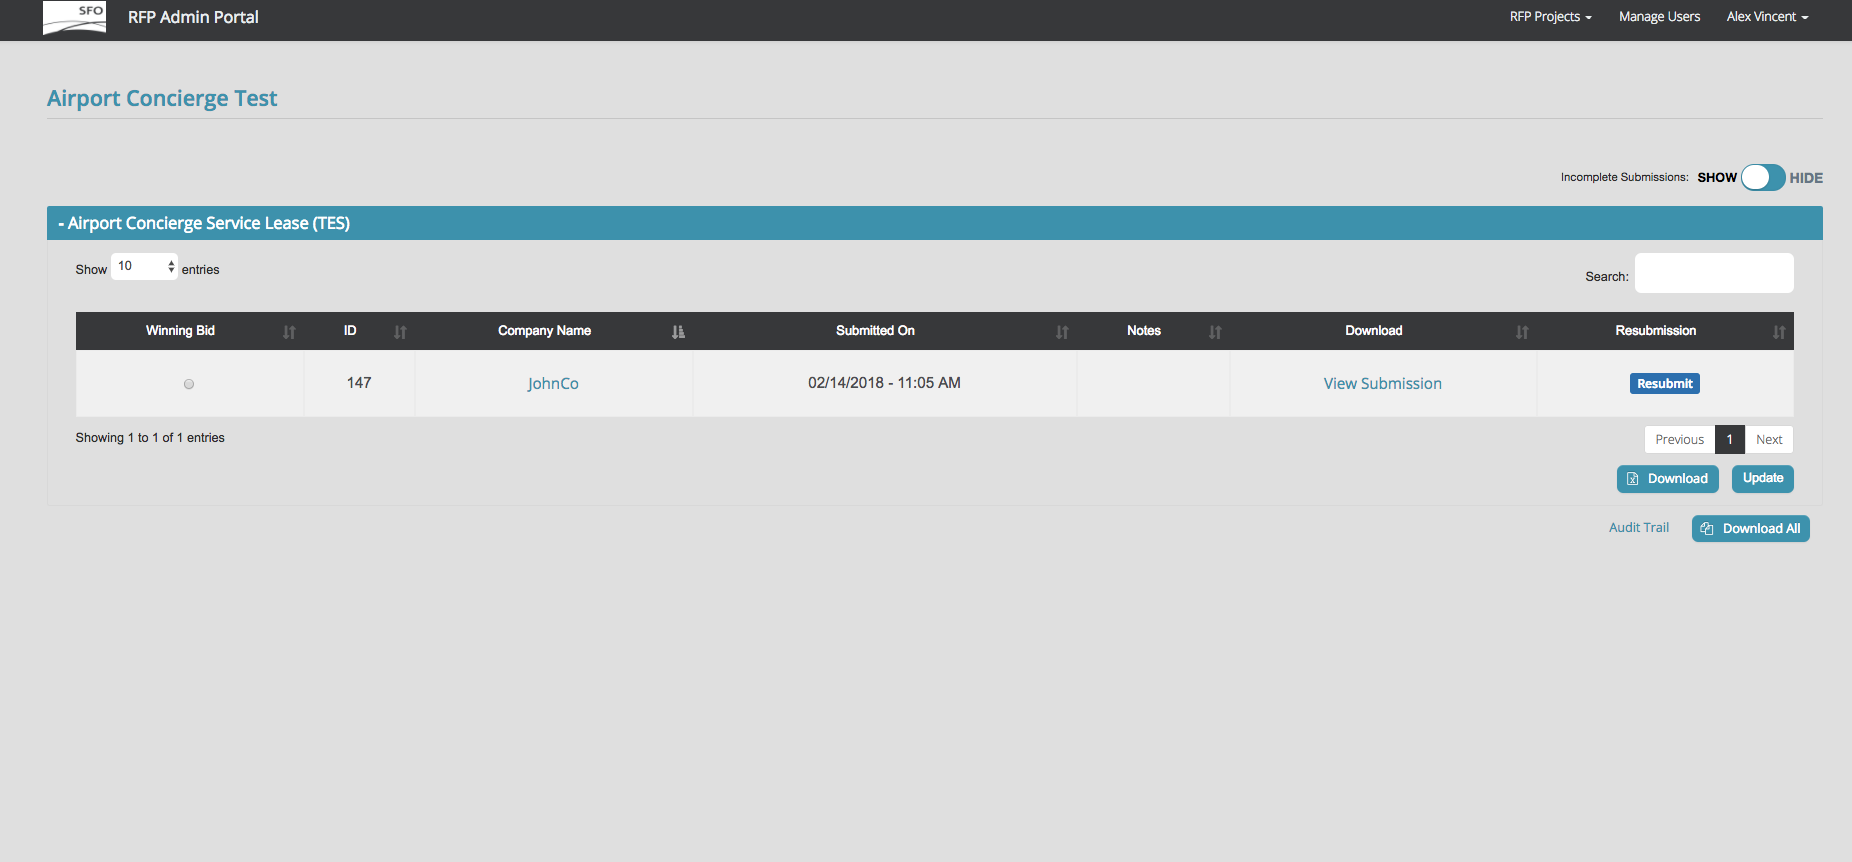 SFO RFP Admin Portal RFP Projects Manage Users Alex Vincent
Airport Concierge Test
Incomplete Submissions: SHOW HIDE
- Airport Concierge Service Lease (TES)
Show 10 entries Search:
Winning Bid ID Company Name Submitted On Notes Download Resubmission
147 JohnCo 02/14/2018 - 11:05 AM View Submission Resubmit
Showing 1 to 1 of 1 entries Previous 1 Next
Download Update
Audit Trail Download All